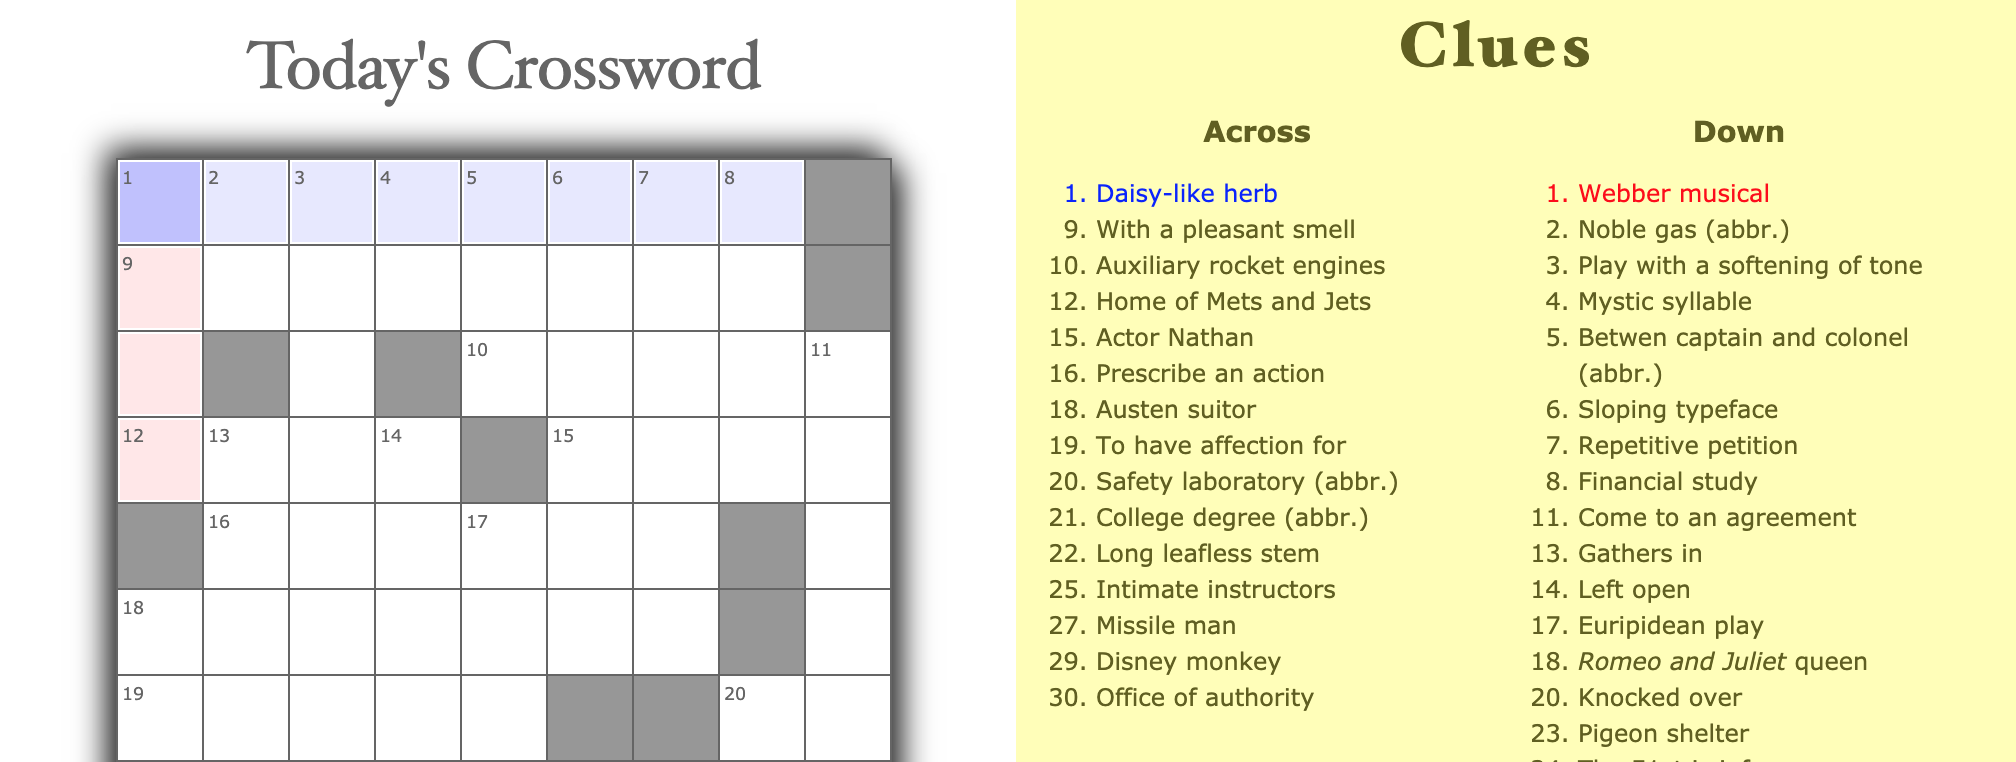 Today's Crossword
1 2 3 4 5 6 7 8
9
10 11
12 13 14 15
16 17
18
19 20
Clues
Across
1. Daisy-like herb
9. With a pleasant smell
10. Auxiliary rocket engines
12. Home of Mets and Jets
15. Actor Nathan
16. Prescribe an action
18. Austen suitor
19. To have affection for
20. Safety laboratory (abbr.)
21. College degree (abbr.)
22. Long leafless stem
25. Intimate instructors
27. Missile man
29. Disney monkey
30. Office of authority
Down
1. Webber musical
2. Noble gas (abbr.)
3. Play with a softening of tone
4. Mystic syllable
5. Betwen captain and colonel
(abbr.)
6. Sloping typeface
7. Repetitive petition
8. Financial study
11. Come to an agreement
13. Gathers in
14. Left open
17. Euripidean play
18. Romeo and Juliet queen
20. Knocked over
23. Pigeon shelter